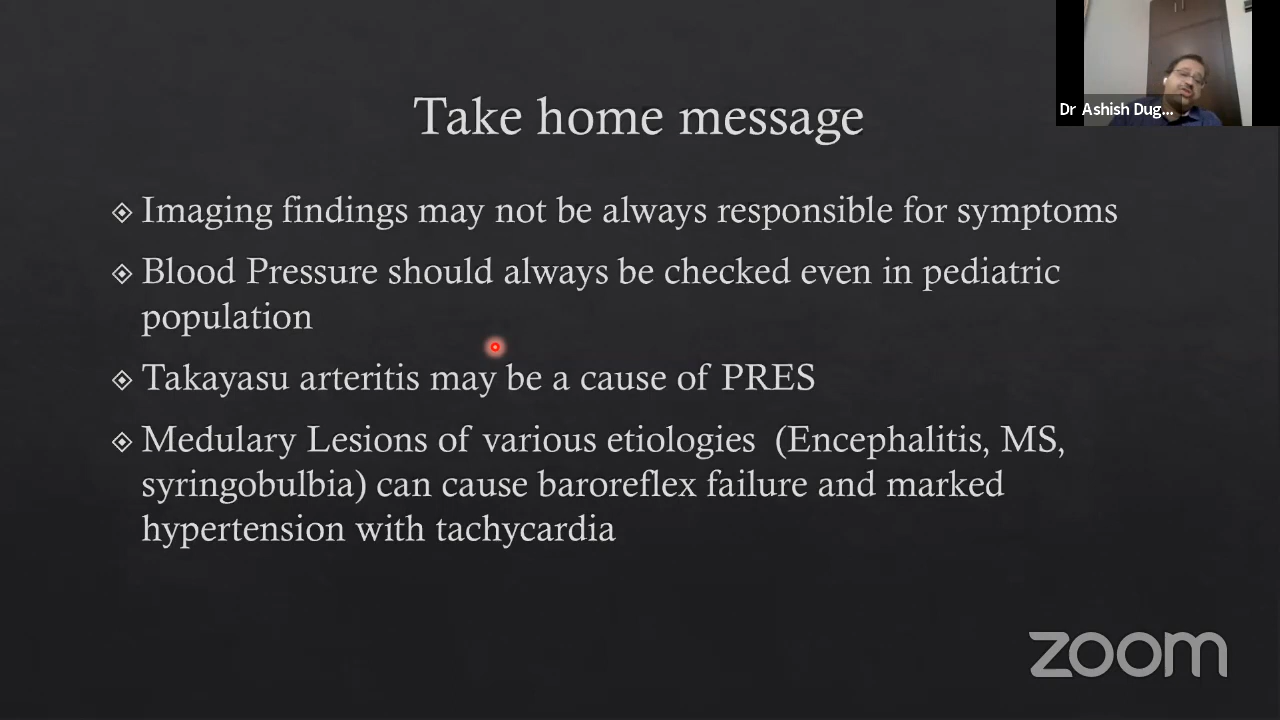 Take home message
Dr Ashish Dug...
Imaging findings may not be always responsible for symptoms
Blood Pressure should always be checked even in pediatric
population
Takayasu arteritis may be a cause of PRES
Medulary Lesions of various etiologies (Encephalitis, MS,
syringobulbia) can cause baroreflex failure and marked
hypertension with tachycardia
zoom